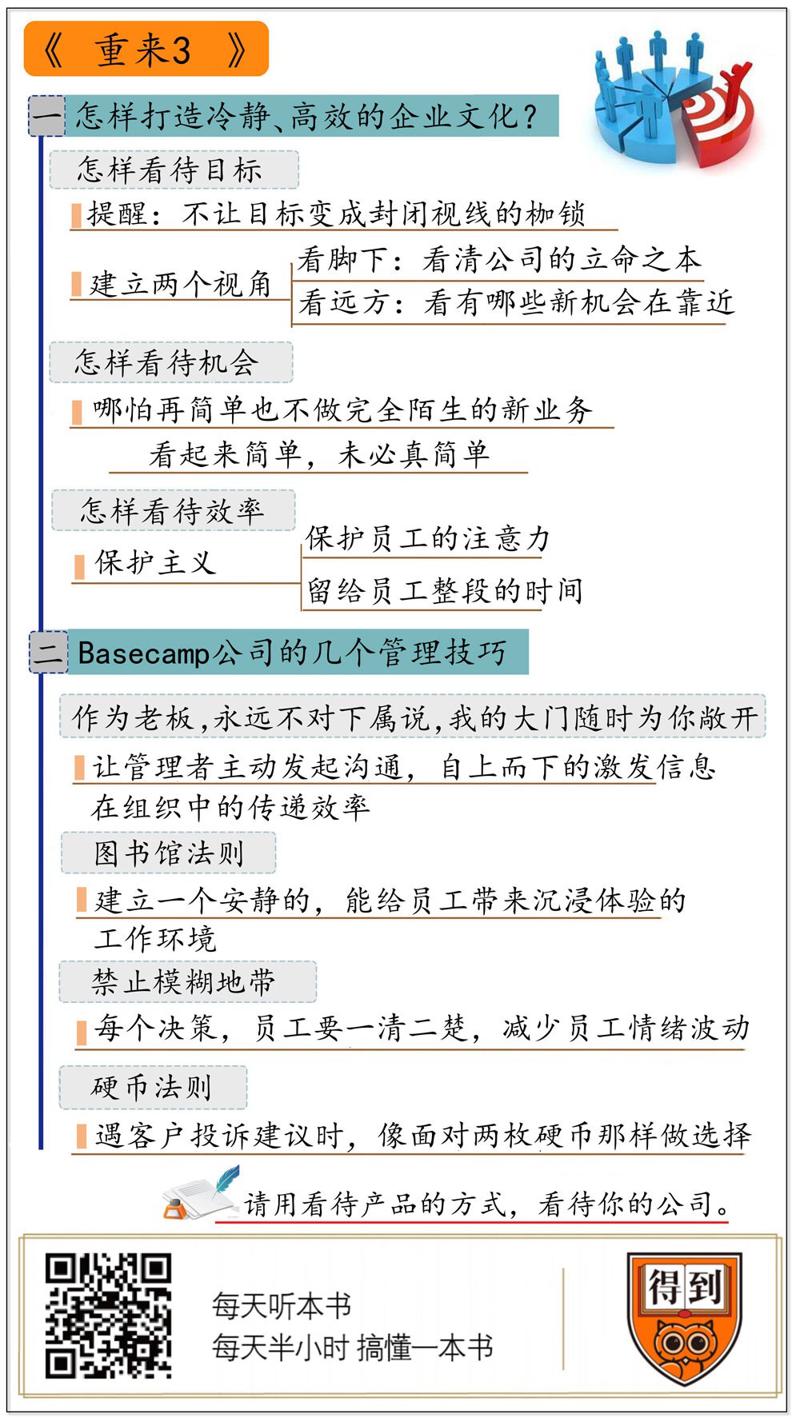 《 重来3 》
一 怎样打造冷静、高效的企业文化?
怎样看待目标
提醒：不让目标变成封闭视线的枷锁
建立两个视角
看脚下：看清公司的立命之本
看远方：看有哪些新机会在靠近
怎样看待机会
哪怕再简单也不做完全陌生的新业务
看起来简单，未必真简单
怎样看待效率
保护主义
保护员工的注意力
留给员工整段的时间
二 Basecamp公司的几个管理技巧
作为老板,永远不对下属说,我的大门随时为你敞开
让管理者主动发起沟通，自上而下的激发信息
在组织中的传递效率
图书馆法则
建立一个安静的，能给员工带来沉浸体验的
工作环境
禁止模糊地带
每个决策，员工要一清二楚，减少员工情绪波动
硬币法则
遇客户投诉建议时，像面对两枚硬币那样做选择
请用看待产品的方式，看待你的公司。
每天听本书
每天半小时 搞懂一本书
得到